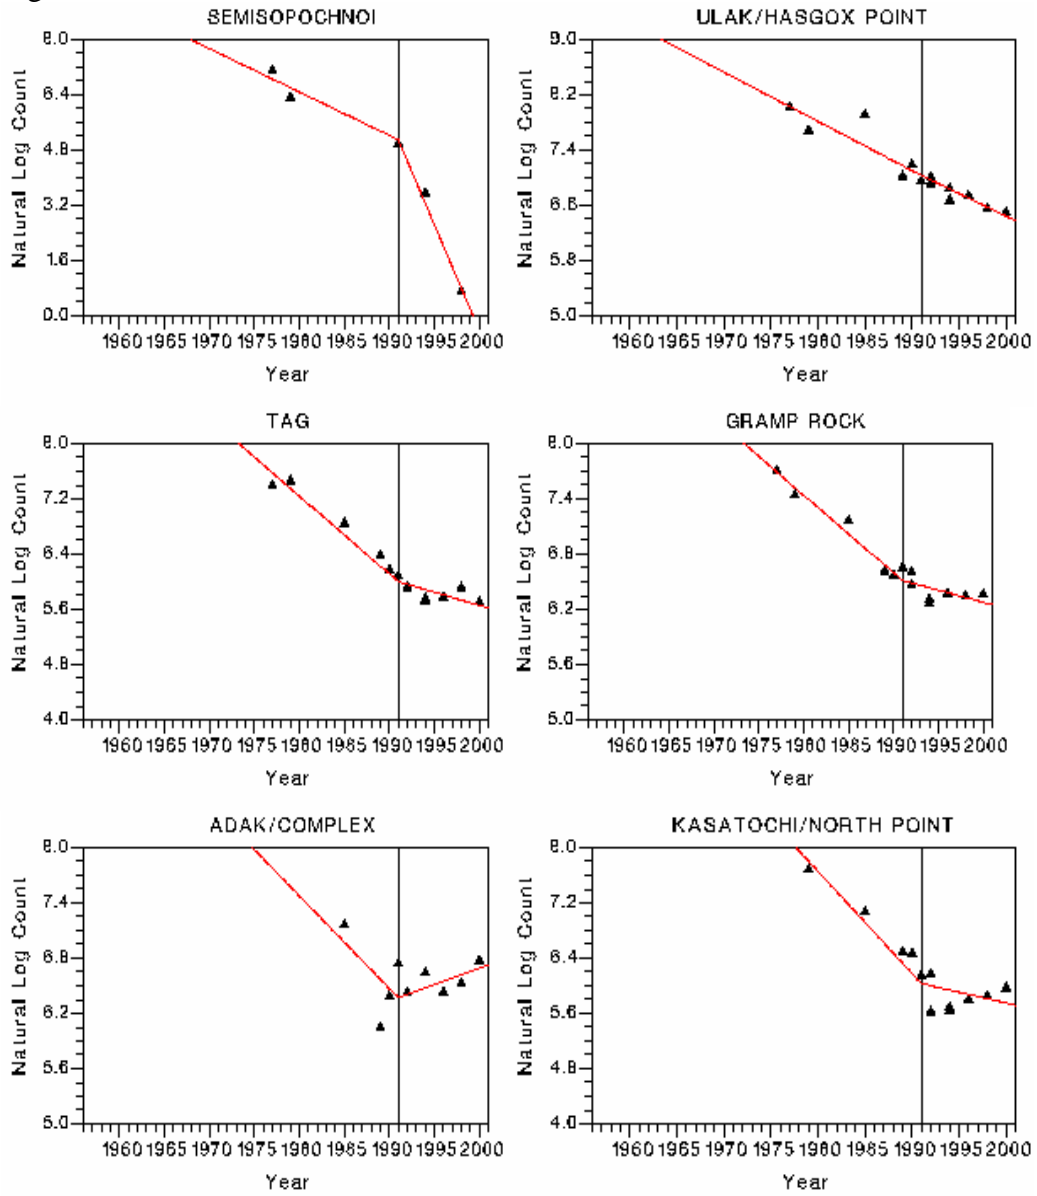 SEMISOPOCHNOI
Natural Log Count
8.0
6.4
4.8
3.2
1.6
0.0
1960 1965 1970 1975 1980 1985 1990 1995 2000
Year
ULAK/HASGOX POINT
Natural Log Count
9.0
8.2
7.4
6.6
5.8
5.0
1960 1965 1970 1975 1980 1985 1990 1995 2000
Year
TAG
Natural Log Count
8.0
7.2
6.4
5.6
4.8
4.0
1960 1965 1970 1975 1980 1985 1990 1995 2000
Year
GRAMP ROCK
Natural Log Count
8.0
7.4
6.8
6.2
5.6
5.0
1960 1965 1970 1975 1980 1985 1990 1995 2000
Year
ADAK/COMPLEX
Natural Log Count
8.0
7.4
6.8
6.2
5.6
5.0
1960 1965 1970 1975 1980 1985 1990 1995 2000
Year
KASATOCHI/NORTH POINT
Natural Log Count
8.0
7.2
6.4
5.6
4.8
4.0
1960 1965 1970 1975 1980 1985 1990 1995 2000
Year